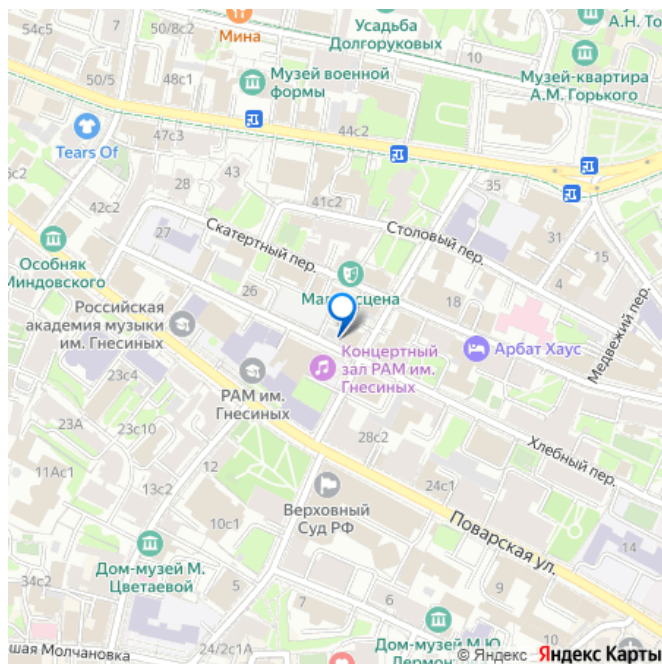 54с5
50/8с2
Мина
Усадьба
Долгоруковых
А.Н. То
48с1
Музей военной
формы
Музей-квартира
А.М. Горького
50/5
47с3
44с2
Tears Of
28
43
35
42с2
41с2
Скатертный пер.
Столовый пер.
31
15
27
Особняк
Миндовского
26
4
Российская
академия музыки
им. Гнесиных
18
Медвежий пер.
Концертный
зал РАМ им.
Гнесиных
Арбат Хаус
23с4
РАМ им.
Гнесиных
23А
23с10
28с2
Хлебный пер.
11Ас1
12
13с2
24с1
Верховный
Суд РФ
10с1
Поварская ул.
14
Дом-музей М.
Цветаевой
34с2
5
7
6
8
шая Молчановка
24/2с1А
Дом-музей М.Ю.
© Яндекс Яндекс Карты